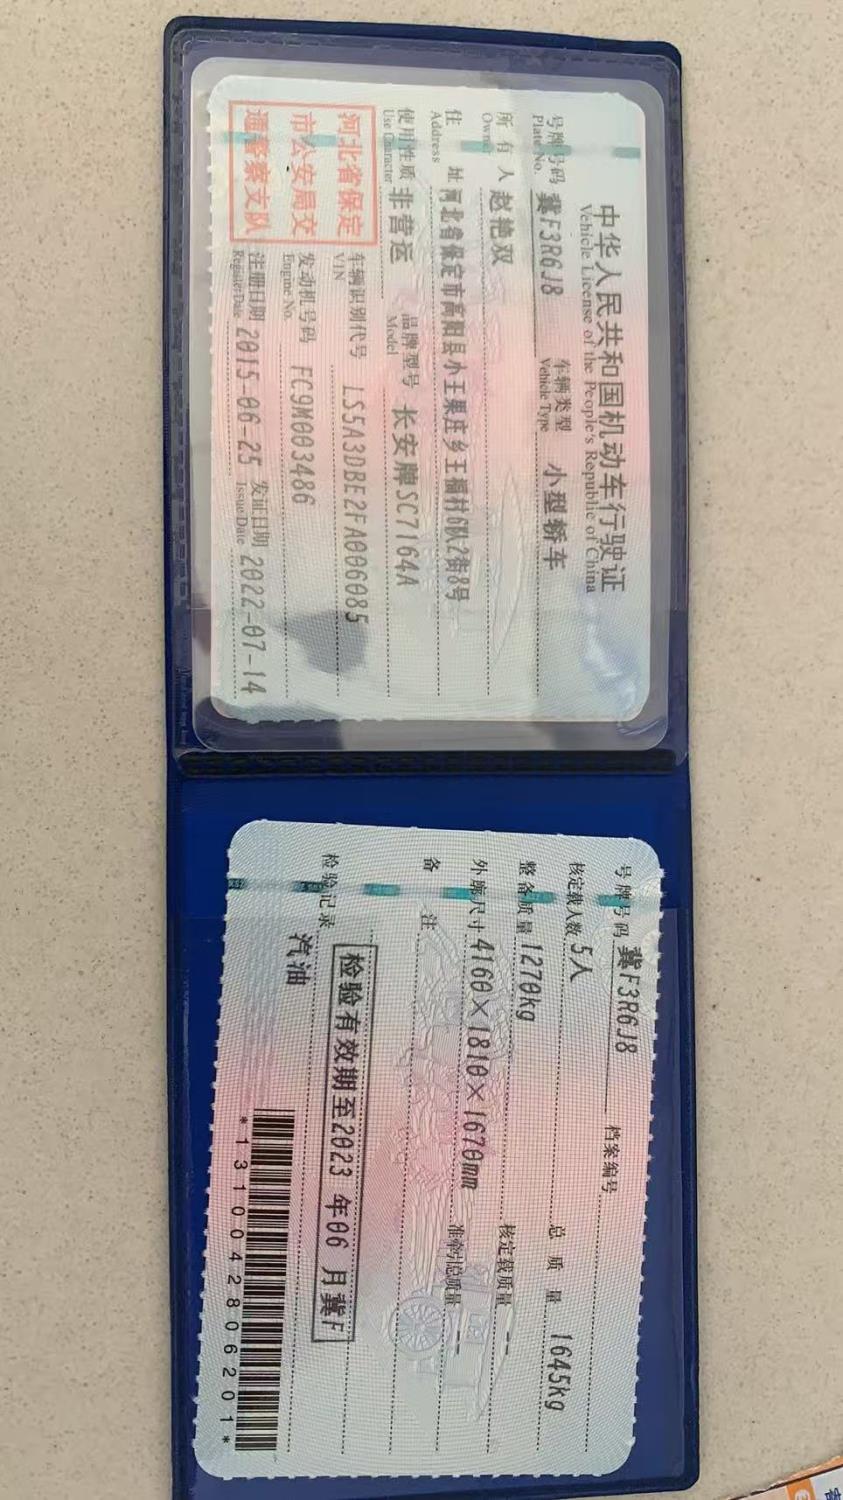 中华人民共和国机动车行驶证
Vehicle License of the People's Republic of China
号牌号码 冀F3R6J8 车辆类型 小型轿车
Plate No. Vehicle Type
所有人 赵艳双
Owner
住址 河北省保定市高阳县小王果庄乡王福村6队2街8号
Address
使用性质 非营运 品牌型号 长安牌SC7164A
Use Character Model
河北省保定
市公安局交
通警察支队
车辆识别代号 LS5A3DBE2FA006085
VIN
发动机号码 FC9M003486
Engine No.
注册日期 2015-06-25 发证日期 2022-07-14
Register Date Issue Date
号牌号码 冀F3R6J8 档案编号
核定载人数 5人 总质量 1645kg
整备质量 1270kg 核定载质量 --
外廓尺寸 4160×1810×1670mm 准牵引总质量 --
备注
检验有效期至2023年06月冀F
检验记录
汽油
*1310042806201*